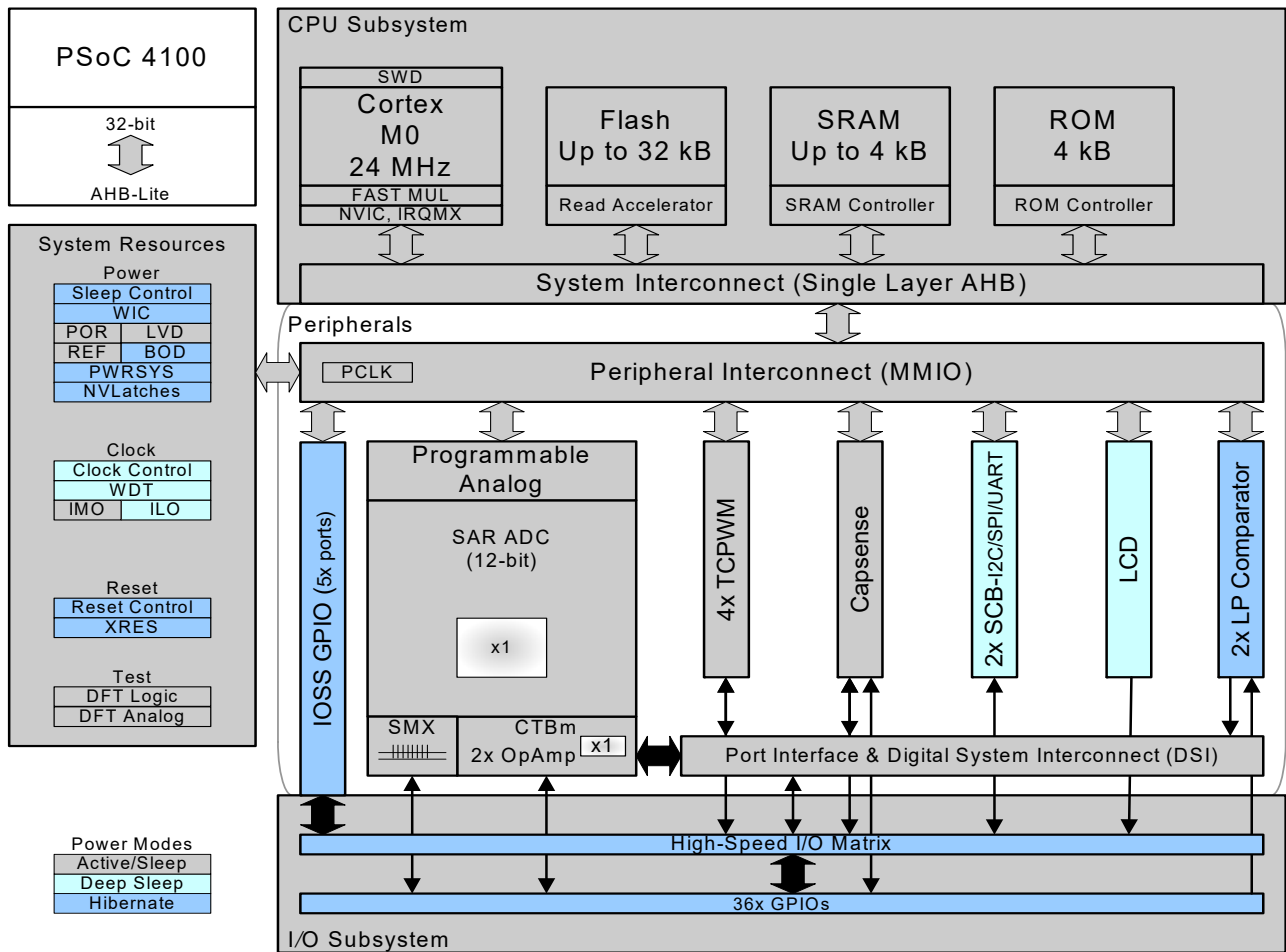 PSoC 4100
32-bit
AHB-Lite
CPU Subsystem
SWD
Cortex
M0
24 MHz
FAST MUL
NVIC, IRQMX
Flash
Up to 32 kB
Read Accelerator
SRAM
Up to 4 kB
SRAM Controller
ROM
4 kB
ROM Controller
System Interconnect (Single Layer AHB)
System Resources
Power
Sleep Control
WIC
POR LVD
REF BOD
PWRSYS
NVLatches
Clock
Clock Control
WDT
IMO ILO
Reset
Reset Control
XRES
Test
DFT Logic
DFT Analog
Peripherals
PCLK
Peripheral Interconnect (MMIO)
IOSS GPIO (5x ports)
Programmable
Analog
SAR ADC
(12-bit)
x1
SMX
CTBm
2x OpAmp
x1
4x TCPWM
Capsense
2x SCB-I2C/SPI/UART
LCD
2x LP Comparator
Port Interface & Digital System Interconnect (DSI)
High-Speed I/O Matrix
36x GPIOs
I/O Subsystem
Power Modes
Active/Sleep
Deep Sleep
Hibernate